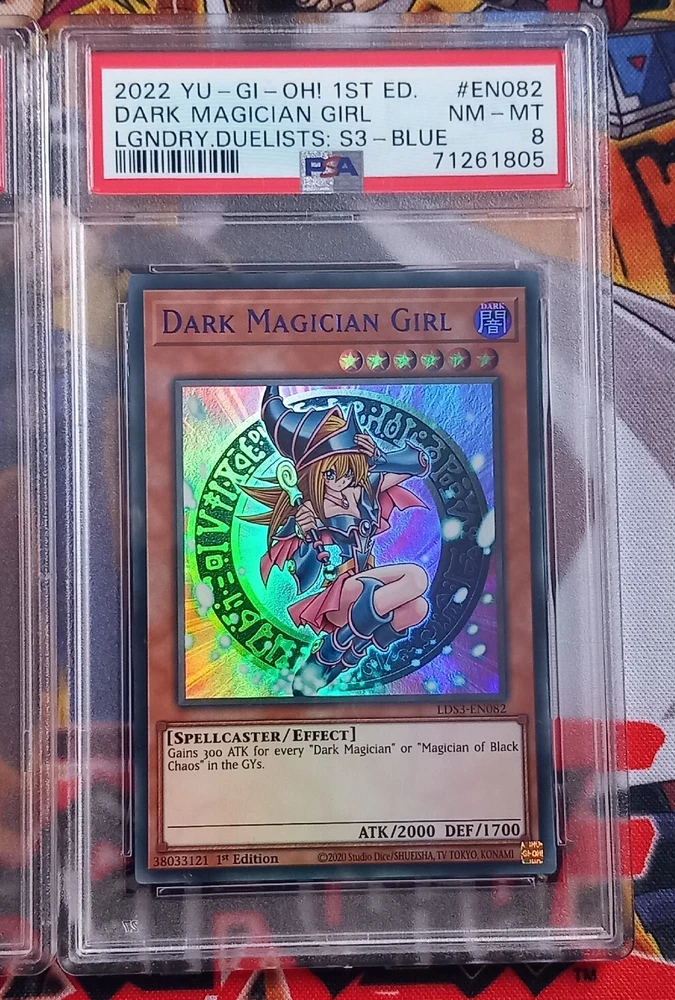 2022 YU-GI-OH! 1ST ED. #EN082
DARK MAGICIAN GIRL NM-MT
LGNDRY.DUELISTS: S3-BLUE 8
PSA 71261805
DARK MAGICIAN GIRL
DARK
闇
LDS3-EN082
[SPELLCASTER/EFFECT]
Gains 300 ATK for every "Dark Magician" or "Magician of Black
Chaos" in the GYs.
ATK/2000 DEF/1700
38033121 1st Edition ©2020 Studio Dice/SHUEISHA, TV TOKYO, KONAMI
TM